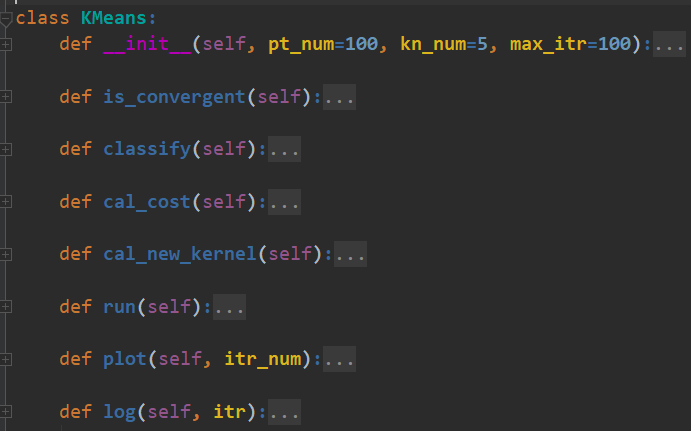 class KMeans:
def __init__(self, pt_num=100, kn_num=5, max_itr=100):...
def is_convergent(self):...
def classify(self):...
def cal_cost(self):...
def cal_new_kernel(self):...
def run(self):...
def plot(self, itr_num):...
def log(self, itr):...